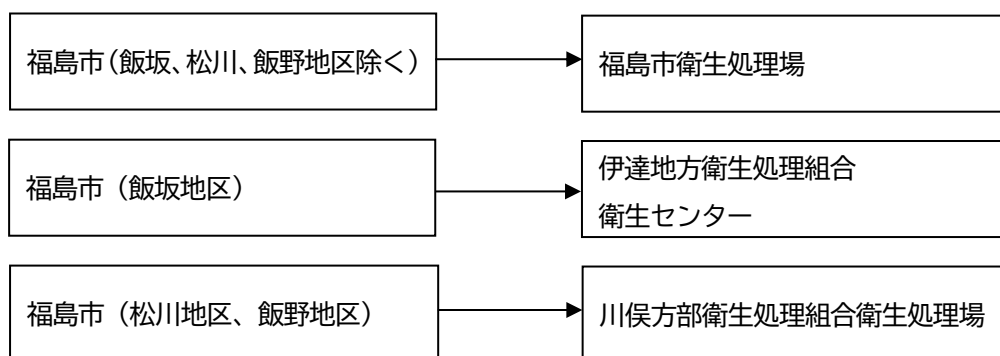 福島市（飯坂、松川、飯野地区除く）
福島市衛生処理場
福島市（飯坂地区）
伊達地方衛生処理組合
衛生センター
福島市（松川地区、飯野地区）
川俣方部衛生処理組合衛生処理場